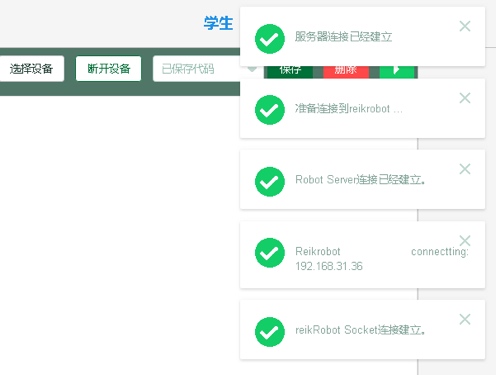 学生
服务器连接已经建立
选择设备
断开设备
已保存代码
保存
删除
准备连接到reikrobot ...
Robot Server连接已经建立。
Reikrobot connectting:
192.168.31.36
reikRobot Socket连接建立。